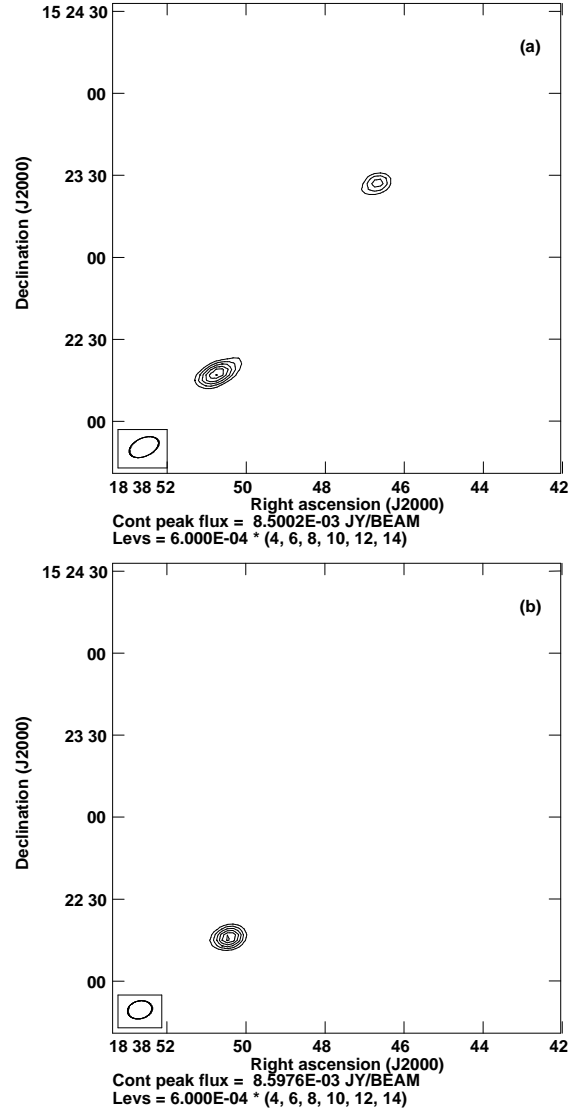 15 24 30
(a)
00
23 30
00
22 30
00
Declination (J2000)
18 38 52 50 48 46 44 42
Right ascension (J2000)
Cont peak flux = 8.5002E-03 JY/BEAM
Levs = 6.000E-04 * (4, 6, 8, 10, 12, 14)
15 24 30
(b)
00
23 30
00
22 30
00
Declination (J2000)
18 38 52 50 48 46 44 42
Right ascension (J2000)
Cont peak flux = 8.5976E-03 JY/BEAM
Levs = 6.000E-04 * (4, 6, 8, 10, 12, 14)